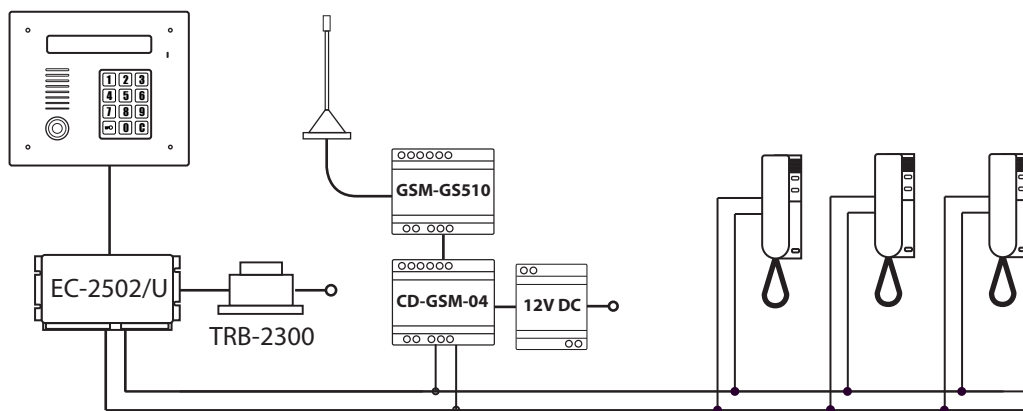 1 2 3
4 5 6
7 8 9
0 C
GSM-GS510
EC-2502/U
CD-GSM-04
12V DC
TRB-2300